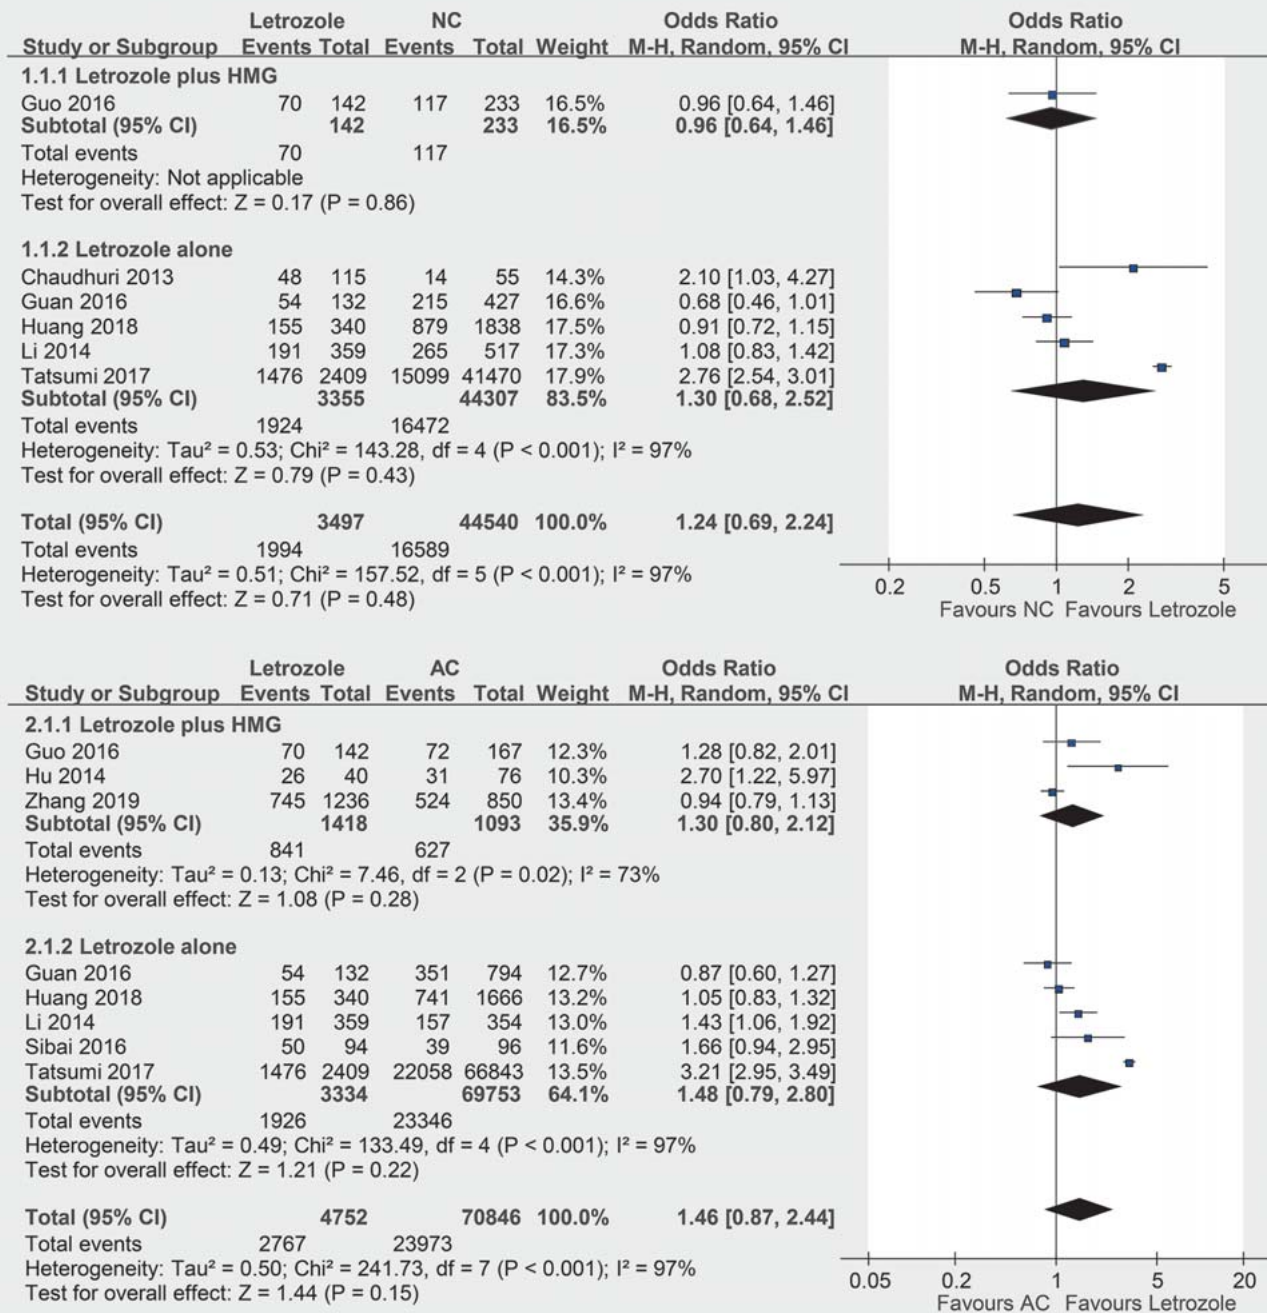 Letrozole NC Odds Ratio Odds Ratio
Study or Subgroup Events Total Events Total Weight M-H, Random, 95% CI M-H, Random, 95% CI
1.1.1 Letrozole plus HMG
Guo 2016 70 142 117 233 16.5% 0.96 [0.64, 1.46]
Subtotal (95% CI) 142 233 16.5% 0.96 [0.64, 1.46]
Total events 70 117
Heterogeneity: Not applicable
Test for overall effect: Z = 0.17 (P = 0.86)
1.1.2 Letrozole alone
Chaudhuri 2013 48 115 14 55 14.3% 2.10 [1.03, 4.27]
Guan 2016 54 132 215 427 16.6% 0.68 [0.46, 1.01]
Huang 2018 155 340 879 1838 17.5% 0.91 [0.72, 1.15]
Li 2014 191 359 265 517 17.3% 1.08 [0.83, 1.42]
Tatsumi 2017 1476 2409 15099 41470 17.9% 2.76 [2.54, 3.01]
Subtotal (95% CI) 3355 44307 83.5% 1.30 [0.68, 2.52]
Total events 1924 16472
Heterogeneity: Tau² = 0.53; Chi² = 143.28, df = 4 (P < 0.001); I² = 97%
Test for overall effect: Z = 0.79 (P = 0.43)
Total (95% CI) 3497 44540 100.0% 1.24 [0.69, 2.24]
Total events 1994 16589
Heterogeneity: Tau² = 0.51; Chi² = 157.52, df = 5 (P < 0.001); I² = 97%
Test for overall effect: Z = 0.71 (P = 0.48)
0.2 0.5 1 2 5
Favours NC Favours Letrozole
Letrozole AC Odds Ratio Odds Ratio
Study or Subgroup Events Total Events Total Weight M-H, Random, 95% CI M-H, Random, 95% CI
2.1.1 Letrozole plus HMG
Guo 2016 70 142 72 167 12.3% 1.28 [0.82, 2.01]
Hu 2014 26 40 31 76 10.3% 2.70 [1.22, 5.97]
Zhang 2019 745 1236 524 850 13.4% 0.94 [0.79, 1.13]
Subtotal (95% CI) 1418 1093 35.9% 1.30 [0.80, 2.12]
Total events 841 627
Heterogeneity: Tau² = 0.13; Chi² = 7.46, df = 2 (P = 0.02); I² = 73%
Test for overall effect: Z = 1.08 (P = 0.28)
2.1.2 Letrozole alone
Guan 2016 54 132 351 794 12.7% 0.87 [0.60, 1.27]
Huang 2018 155 340 741 1666 13.2% 1.05 [0.83, 1.32]
Li 2014 191 359 157 354 13.0% 1.43 [1.06, 1.92]
Sibai 2016 50 94 39 96 11.6% 1.66 [0.94, 2.95]
Tatsumi 2017 1476 2409 22058 66843 13.5% 3.21 [2.95, 3.49]
Subtotal (95% CI) 3334 69753 64.1% 1.48 [0.79, 2.80]
Total events 1926 23346
Heterogeneity: Tau² = 0.49; Chi² = 133.49, df = 4 (P < 0.001); I² = 97%
Test for overall effect: Z = 1.21 (P = 0.22)
Total (95% CI) 4752 70846 100.0% 1.46 [0.87, 2.44]
Total events 2767 23973
Heterogeneity: Tau² = 0.50; Chi² = 241.73, df = 7 (P < 0.001); I² = 97%
Test for overall effect: Z = 1.44 (P = 0.15)
0.05 0.2 1 5 20
Favours AC Favours Letrozole